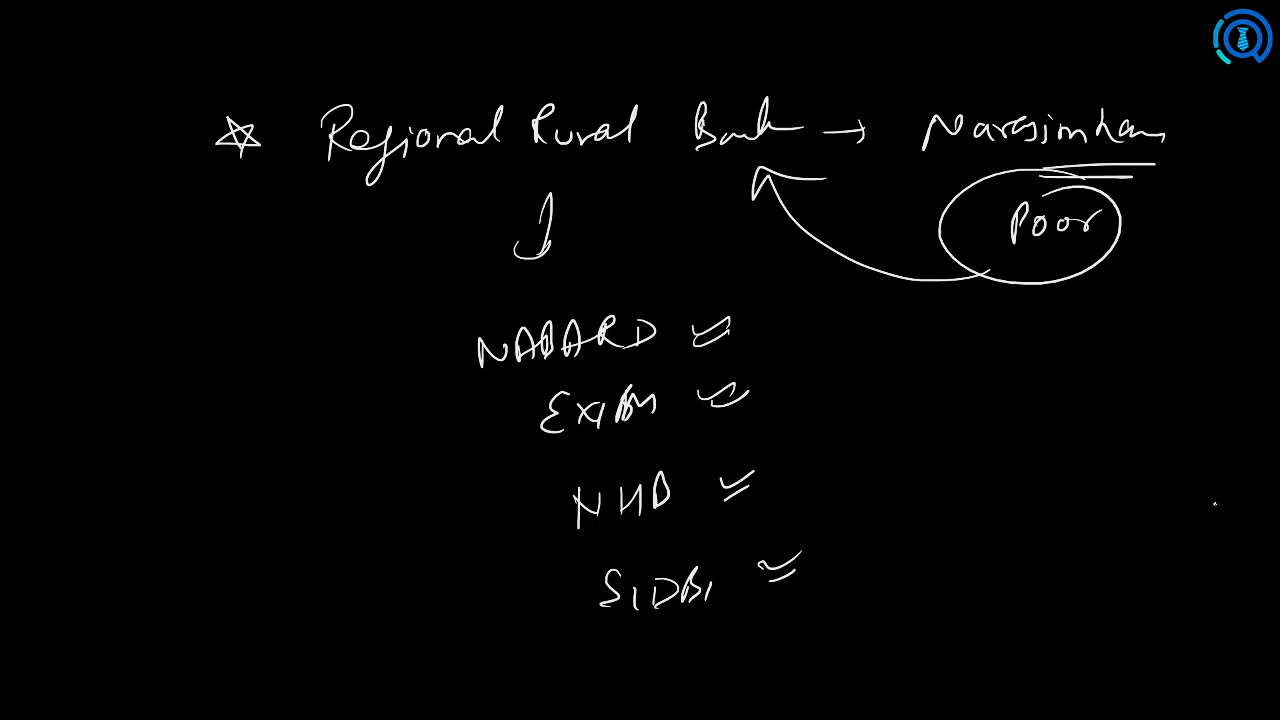 Regional Rural Bank → Narsimham
Poor
NABARD
EXIM
NHB
SIDBI